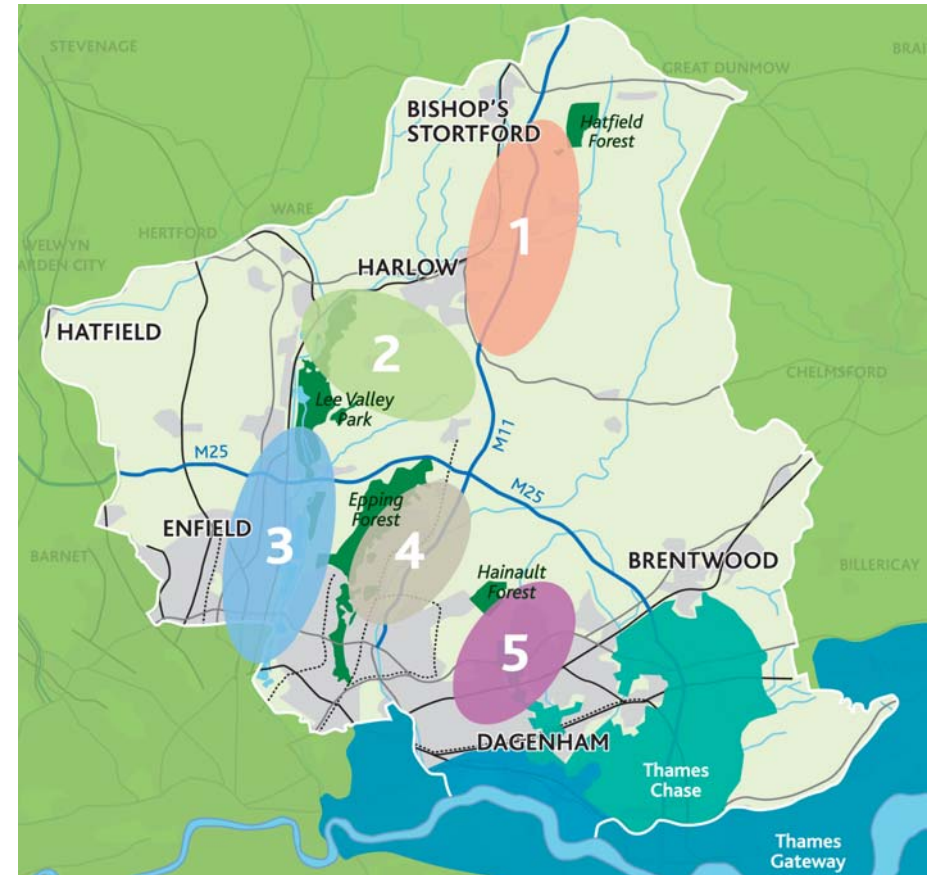 STEVENAGE
BRAI
GREAT DUNMOW
BISHOP'S
STORTFORD
Hatfield
Forest
WARE
HERTFORD
1
WELWYN
ARDEN CITY
HARLOW
HATFIELD
2
CHELMSFORD
Lee Valley
Park
M11
M25
M25
Epping
Forest
ENFIELD
3
4
BARNET
BRENTWOOD
BILLERICAY
Hainault
Forest
5
DAGENHAM
Thames
Chase
Thames
Gateway